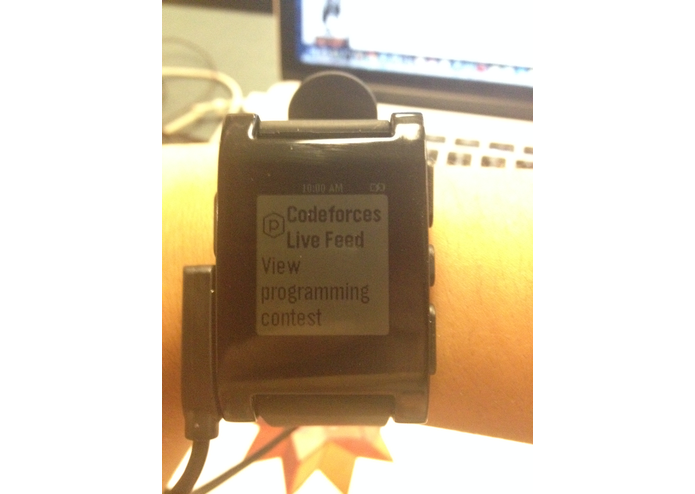 10:00 AM
Codeforces
Live Feed
View
programming
contest